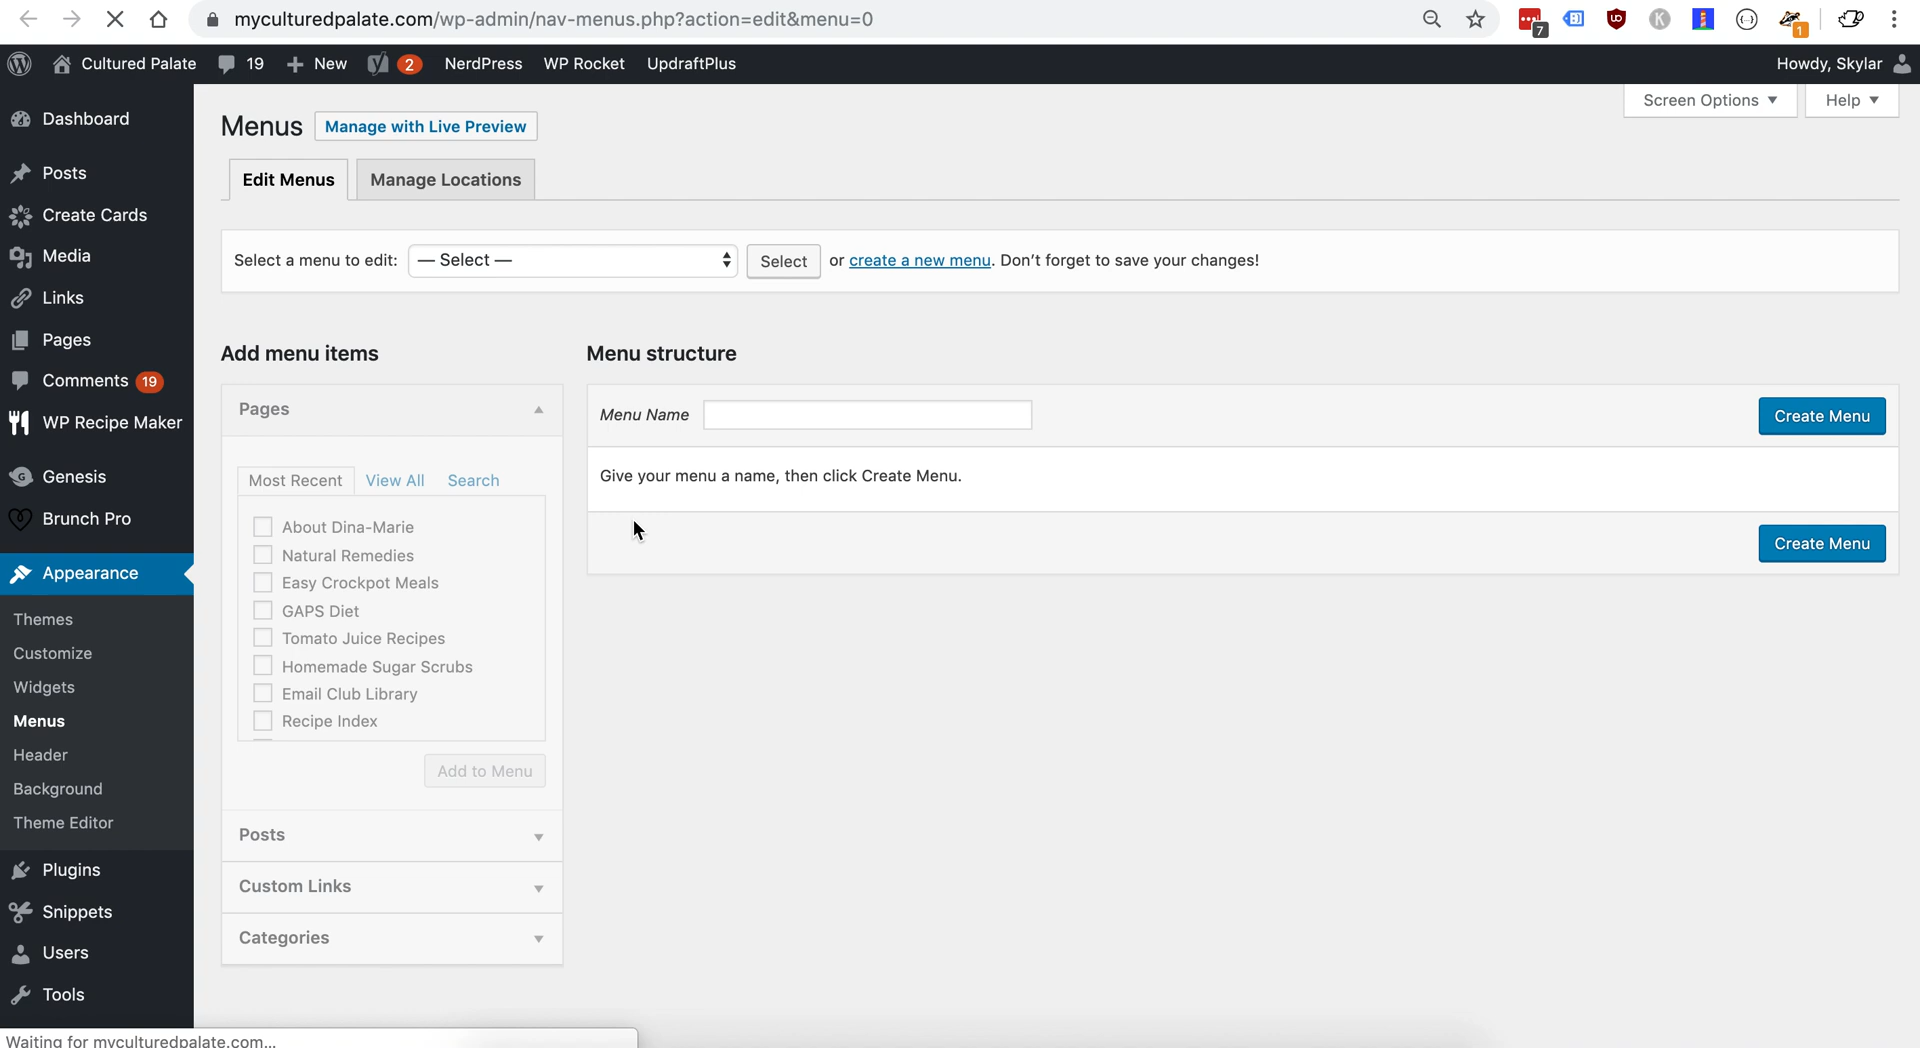 myculturedpalate.com/wp-admin/nav-menus.php?action=edit&menu=0
7
1
Cultured Palate 19 New 2 NerdPress WP Rocket UpdraftPlus Howdy, Skylar
Screen Options Help
Dashboard
Posts
Create Cards
Media
Links
Pages
Comments 19
WP Recipe Maker
Genesis
Brunch Pro
Appearance
Themes
Customize
Widgets
Menus
Header
Background
Theme Editor
Plugins
Snippets
Users
Tools
Menus Manage with Live Preview
Edit Menus Manage Locations
Select a menu to edit: — Select — Select or create a new menu. Don't forget to save your changes!
Add menu items
Pages
Most Recent View All Search
About Dina-Marie
Natural Remedies
Easy Crockpot Meals
GAPS Diet
Tomato Juice Recipes
Homemade Sugar Scrubs
Email Club Library
Recipe Index
Add to Menu
Posts
Custom Links
Categories
Menu structure
Menu Name Create Menu
Give your menu a name, then click Create Menu.
Create Menu
Waiting for myculturedpalate.com...